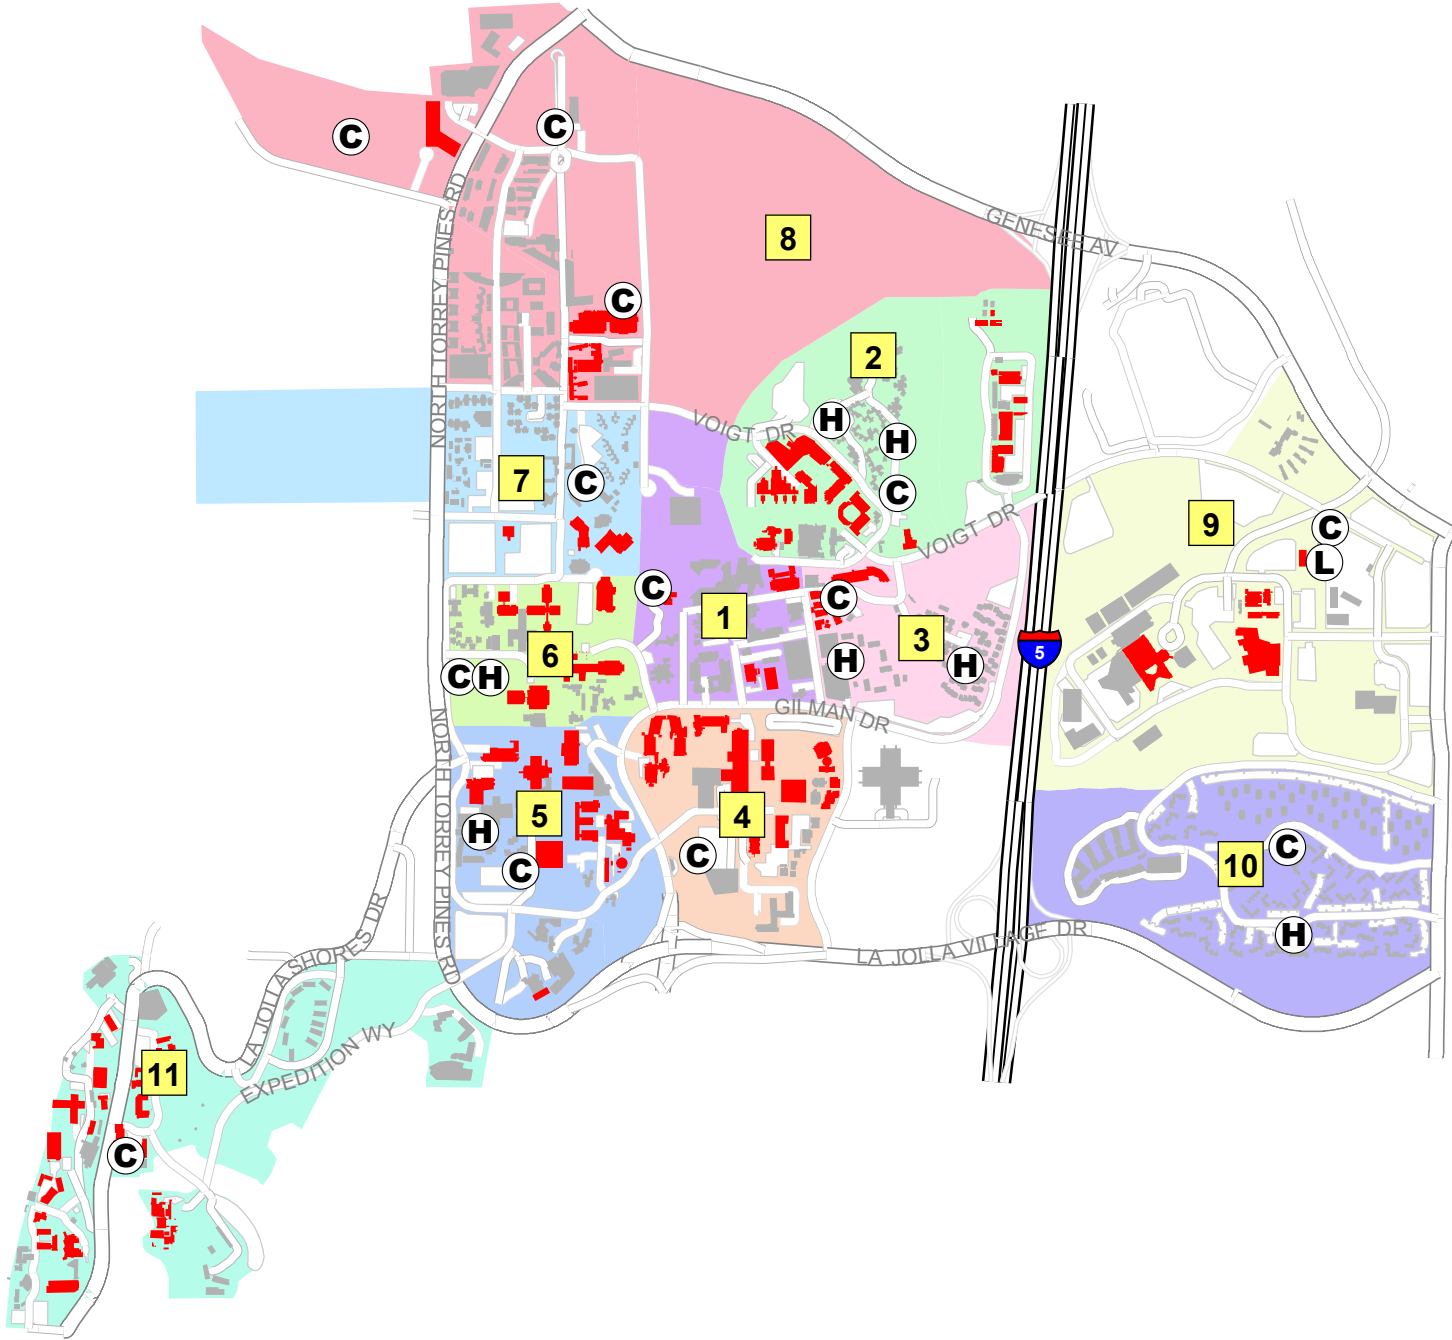 C
C
NORTH TORREY PINES RD
GENESEE AV
8
C
2
H
VOIGT DR
H
7
C
C
VOIGT DR
9
C
L
C
C
1
3
6
5
H
H
C H
GILMAN DR
NORTH TORREY PINES RD
5
4
H
C
C
10
C
H
LA JOLLA VILLAGE DR
LA JOLLA SHORES DR
EXPEDITION WY
11
C